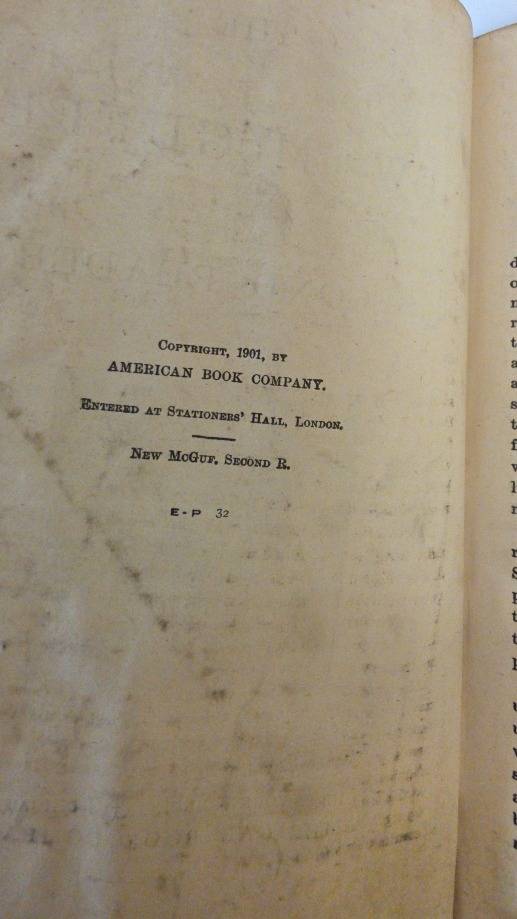 COPYRIGHT, 1901, BY
AMERICAN BOOK COMPANY.
ENTERED AT STATIONERS' HALL, LONDON.
NEW McGUF. SECOND R.
E-P 32